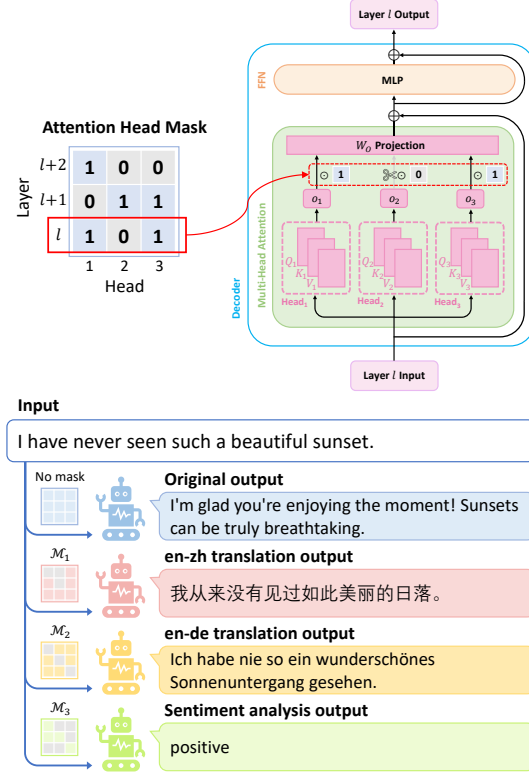 Layer l Output
MLP
FFN
Attention Head Mask
W_O Projection
l+2 1 0 0
l+1 0 1 1
l 1 0 1
1 2 3
Layer
Head
⊙ 1
⊙ 0
⊙ 1
o₁
o₂
o₃
Q₁ K₁ V₁
Q₂ K₂ V₂
Q₃ K₃ V₃
Head₁
Head₂
Head₃
Multi-Head Attention
Decoder
Layer l Input
Input
I have never seen such a beautiful sunset.
No mask
Original output
I'm glad you're enjoying the moment! Sunsets
can be truly breathtaking.
M₁
en-zh translation output
我从来没有见过如此美丽的日落。
M₂
en-de translation output
Ich habe nie so ein wunderschönes
Sonnenuntergang gesehen.
M₃
Sentiment analysis output
positive